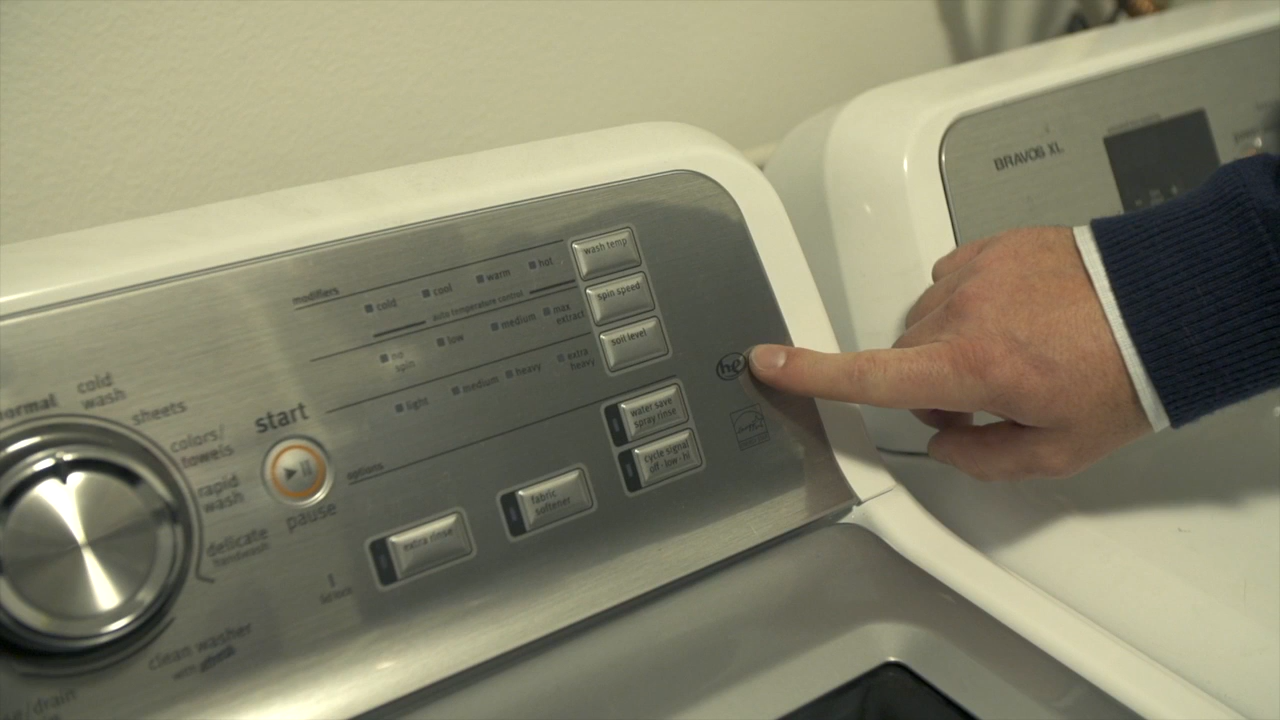 BRAVOS XL
modifiers
cold
cool
warm
hot
wash temp
auto temperature control
no
spin
low
medium
max
extract
spin speed
light
medium
heavy
extra
heavy
soil level
he
options
water save
spray rinse
cycle signal
off · low · hi
fabric
softener
extra rinse
start
pause
normal
cold
wash
sheets
colors/
towels
rapid
wash
delicate
handwash
clean washer
with
/drain